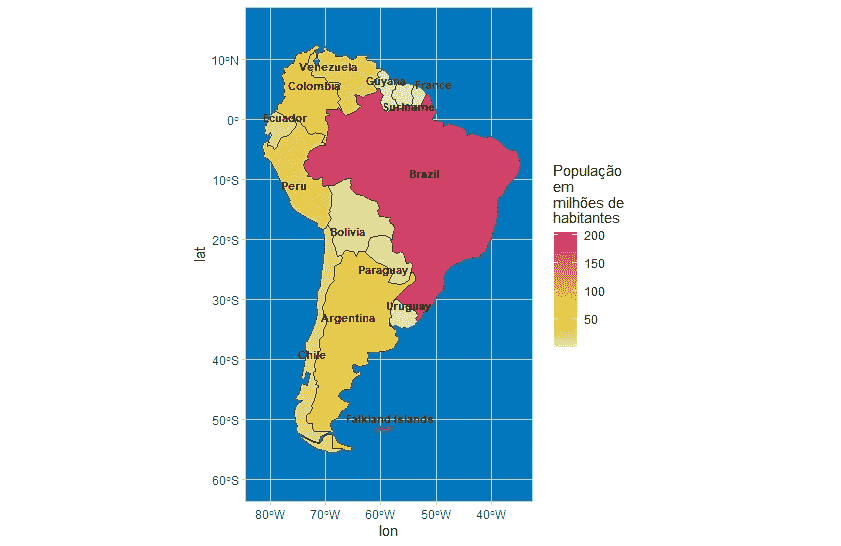 10°N
0°
10°S
20°S
30°S
40°S
50°S
60°S
lat
Venezuela
Colombia
Guyana
France
Suriname
Ecuador
Brazil
Peru
Bolivia
Paraguay
Uruguay
Argentina
Chile
Falkland Islands
80°W
70°W
60°W
50°W
40°W
lon
População
em
milhões de
habitantes
200
150
100
50